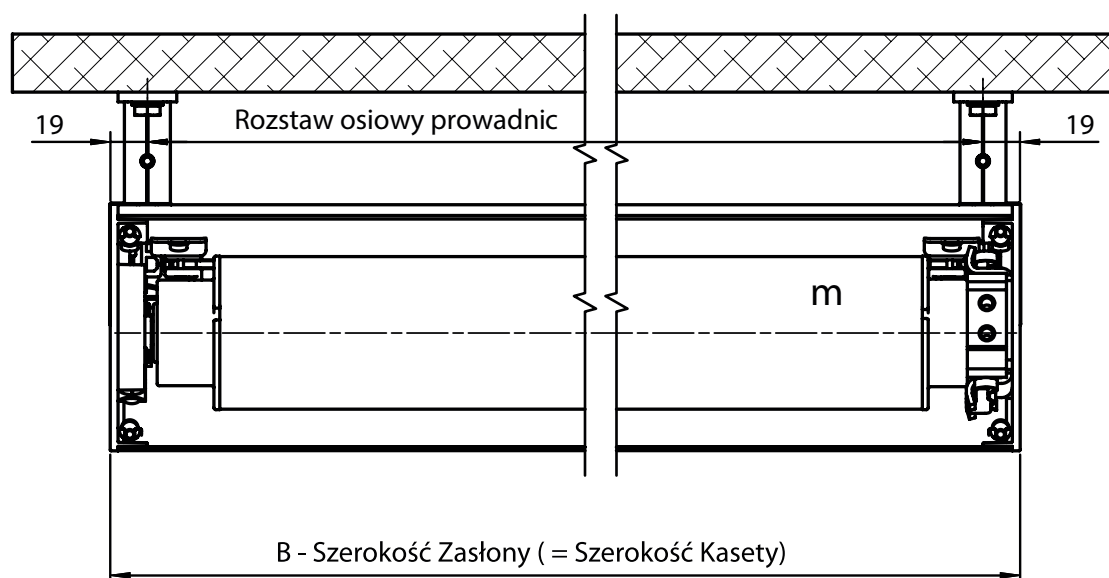 19
Rozstaw osiowy prowadnic
19
m
B - Szerokość Zasłony ( = Szerokość Kasety)